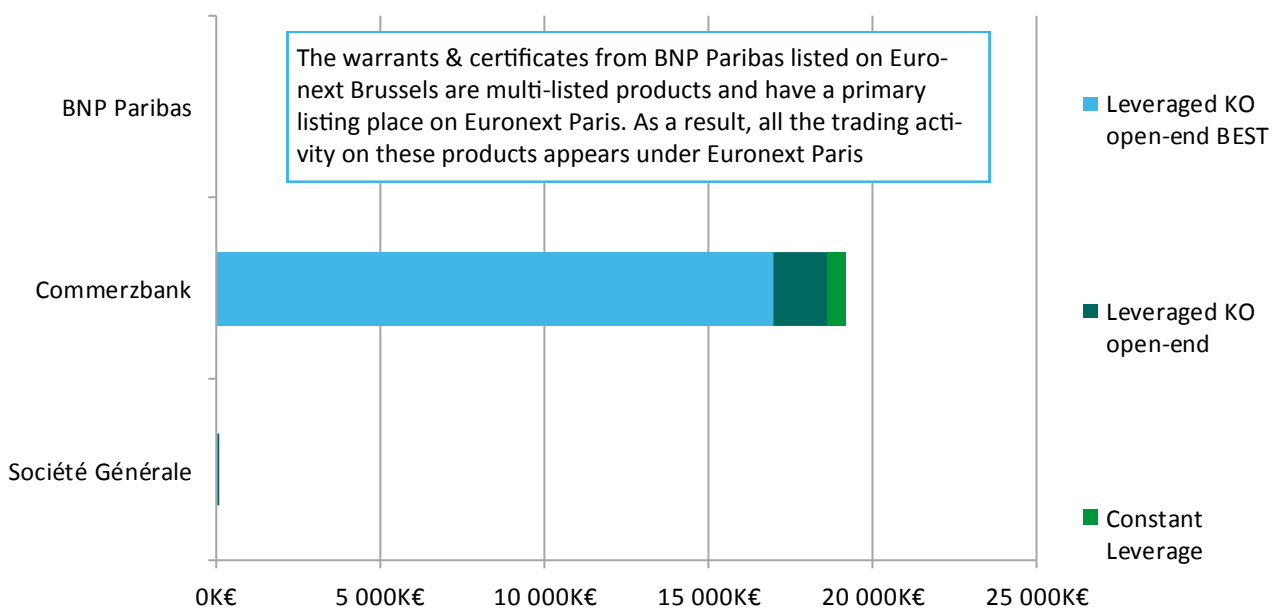 The warrants & certificates from BNP Paribas listed on Euro-
next Brussels are multi-listed products and have a primary
listing place on Euronext Paris. As a result, all the trading acti-
vity on these products appears under Euronext Paris
BNP Paribas
Commerzbank
Société Générale
0K€ 5 000K€ 10 000K€ 15 000K€ 20 000K€ 25 000K€
Leveraged KO
open-end BEST
Leveraged KO
open-end
Constant
Leverage